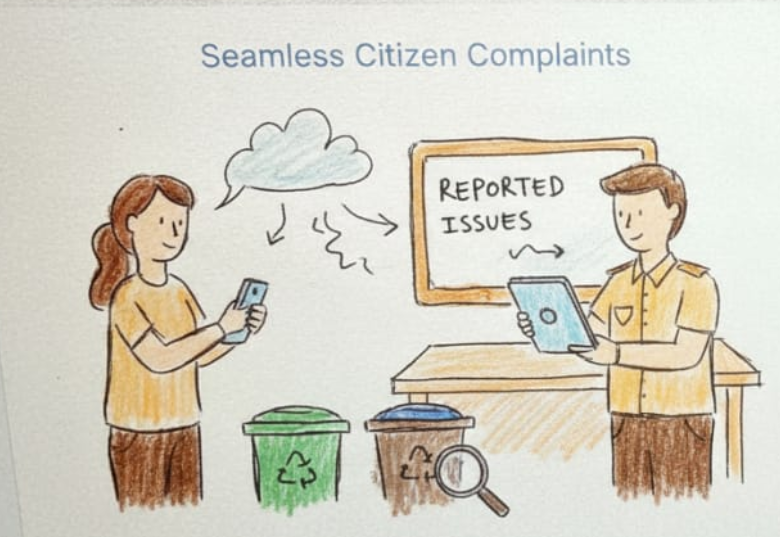 Seamless Citizen Complaints
REPORTED
ISSUES